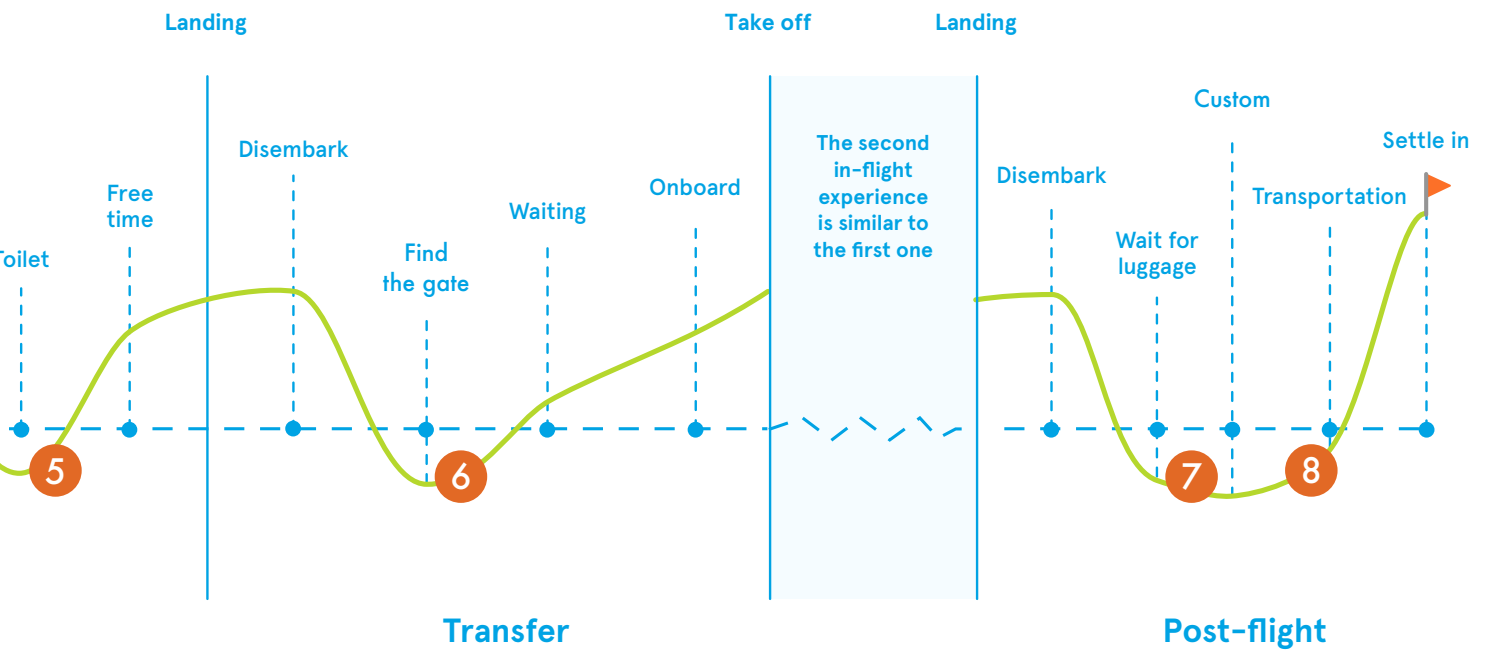 Landing
Take off
Landing
Custom
Settle in
Disembark
The second
in-flight
experience
is similar to
the first one
Disembark
Transportation
Free
time
Onboard
Waiting
Wait for
luggage
Find
the gate
Toilet
5
6
7
8
Transfer
Post-flight